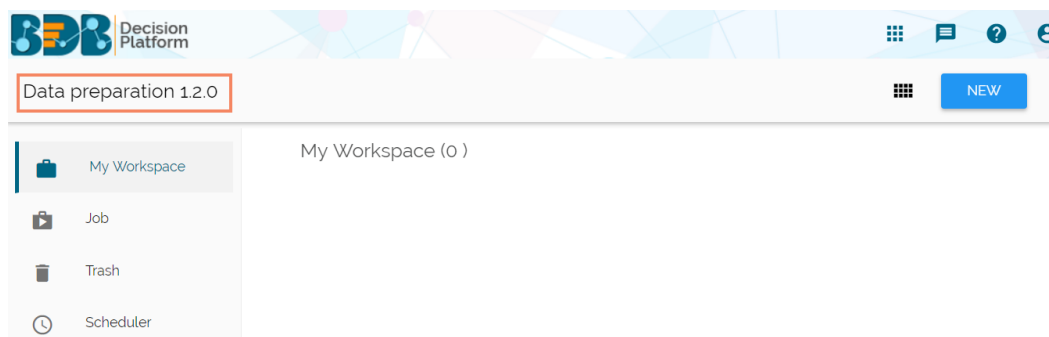 BDB Decision
Platform
Data preparation 1.2.0
NEW
My Workspace
My Workspace (0 )
Job
Trash
Scheduler